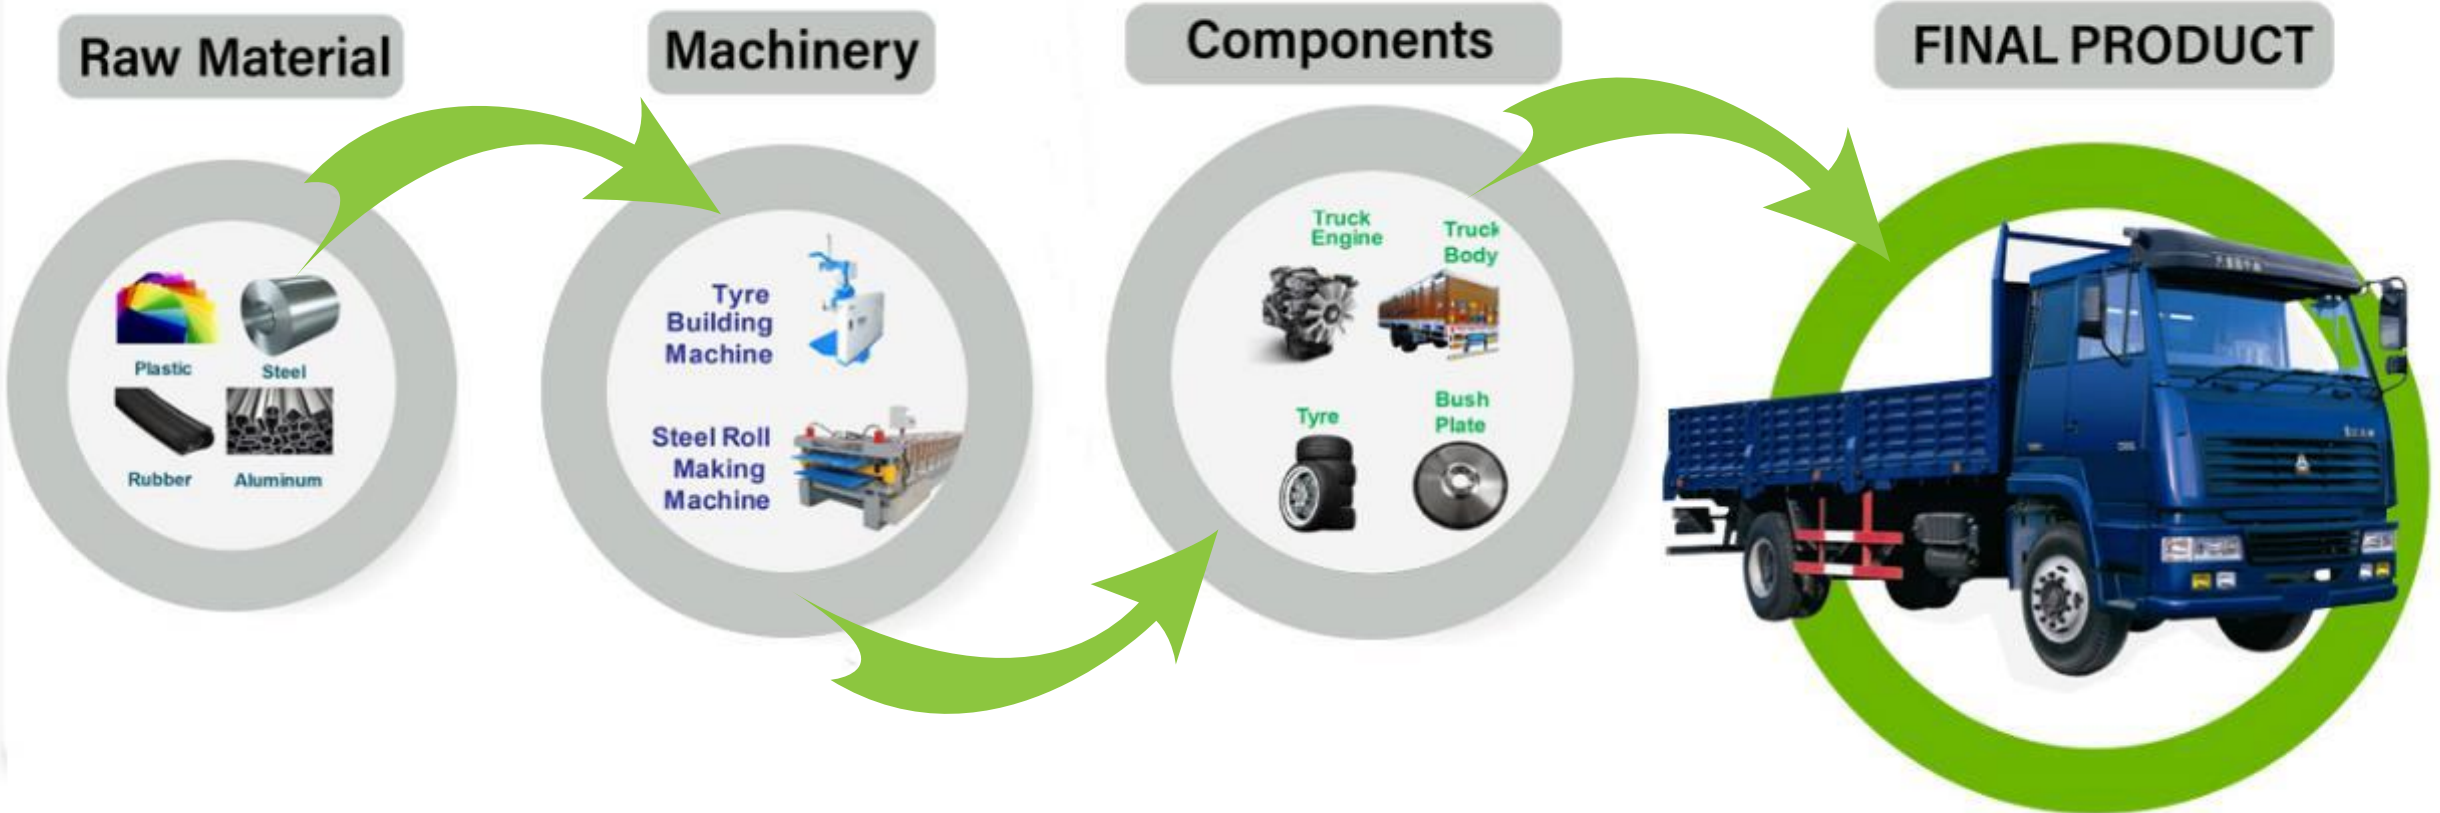 Raw Material
Plastic
Steel
Rubber
Aluminum
Machinery
Tyre
Building
Machine
Steel Roll
Making
Machine
Components
Truck
Engine
Truck
Body
Tyre
Bush
Plate
FINAL PRODUCT